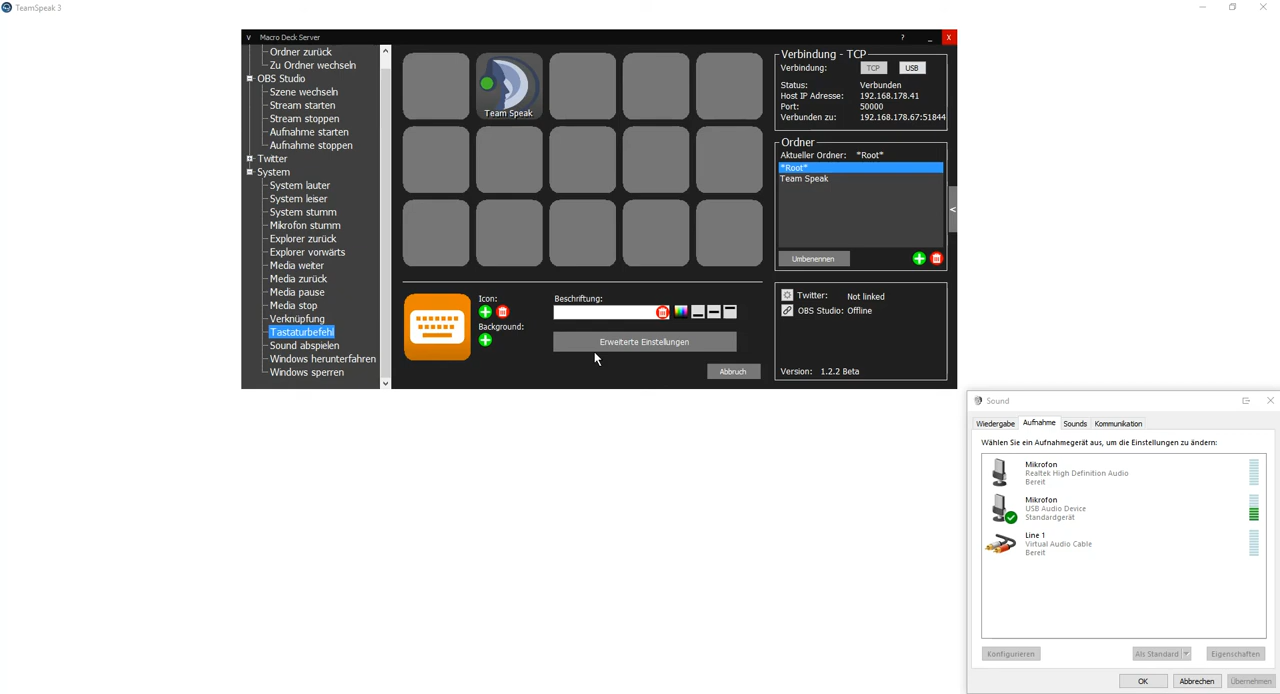 TeamSpeak 3
V Macro Deck Server ? _ X
Ordner zurück
Zu Ordner wechseln
OBS Studio
Szene wechseln
Stream starten
Stream stoppen
Aufnahme starten
Aufnahme stoppen
Twitter
System
System lauter
System leiser
System stumm
Mikrofon stumm
Explorer zurück
Explorer vorwärts
Media weiter
Media zurück
Media pause
Media stop
Verknüpfung
Tastaturbefehl
Sound abspielen
Windows herunterfahren
Windows sperren
Team Speak
Icon:
Background:
Beschriftung:
Erweiterte Einstellungen
Abbruch
Verbindung - TCP
Verbindung: TCP USB
Status: Verbunden
Host IP Adresse: 192.168.178.41
Port: 50000
Verbunden zu: 192.168.178.67:51844
Ordner
Aktueller Ordner: *Root*
*Root*
Team Speak
Umbenennen
<
Twitter: Not linked
OBS Studio: Offline
Version: 1.2.2 Beta
Sound
Wiedergabe Aufnahme Sounds Kommunikation
Wählen Sie ein Aufnahmegerät aus, um die Einstellungen zu ändern:
Mikrofon
Realtek High Definition Audio
Bereit
Mikrofon
USB Audio Device
Standardgerät
Line 1
Virtual Audio Cable
Bereit
Konfigurieren Als Standard Eigenschaften
OK Abbrechen Übernehmen